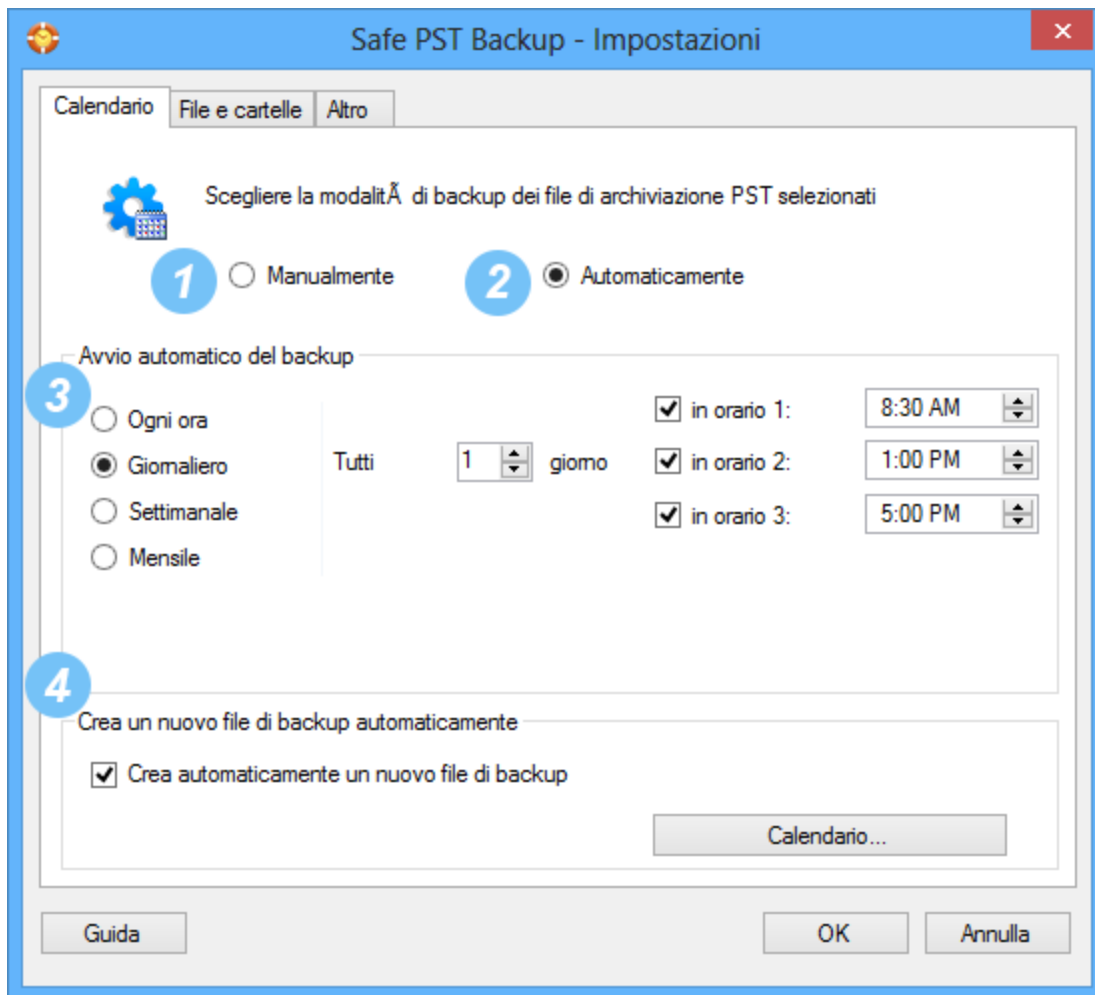 Safe PST Backup - Impostazioni
Calendario File e cartelle Altro
Scegliere la modalitÃ  di backup dei file di archiviazione PST selezionati
1 Manualmente 2 Automaticamente
Avvio automatico del backup
3
Ogni ora
in orario 1: 8:30 AM
Giornaliero Tutti 1 giorno in orario 2: 1:00 PM
Settimanale in orario 3: 5:00 PM
Mensile
4
Crea un nuovo file di backup automaticamente
Crea automaticamente un nuovo file di backup
Calendario...
Guida OK Annulla